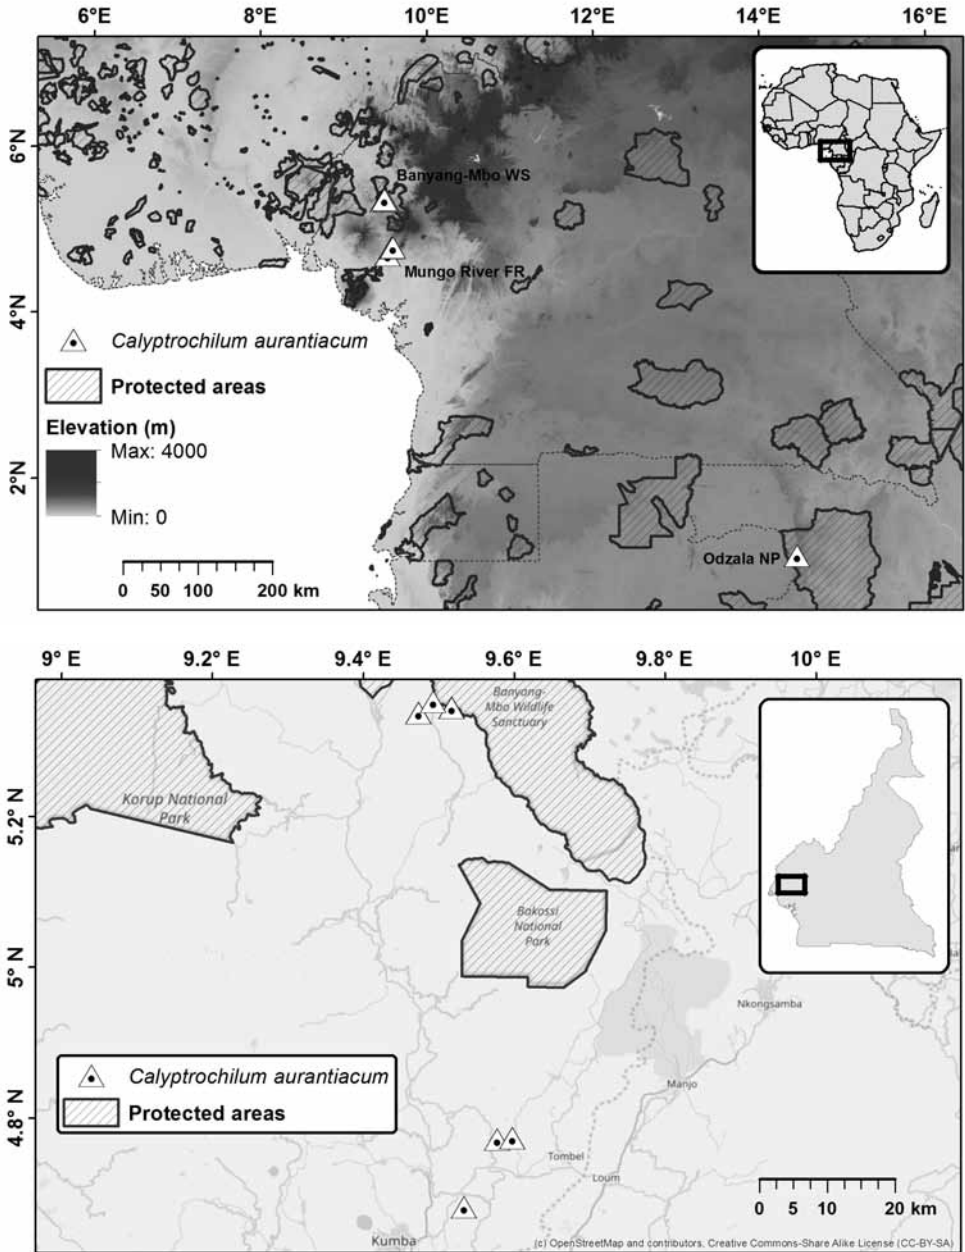 6°E 8°E 10°E 12°E 14°E 16°E
6°N
Banyang-Mbo WS
Mungo River FR
4°N
Calyptrochilum aurantiacum
Protected areas
Elevation (m)
Max: 4000
2°N
Min: 0
Odzala NP
0 50 100 200 km
9° E 9.2° E 9.4° E 9.6° E 9.8° E 10° E
Banyang-
Mbo Wildlife
Sanctuary
Korup National
Park
5.2° N
Bakossi
National
Park
5° N
Nkongsamba
Calyptrochilum aurantiacum
Manjo
Protected areas
4.8° N
Tombel
Loum
0 5 10 20 km
Kumba
(c) OpenStreetMap and contributors, Creative Commons-Share Alike License (CC-BY-SA)